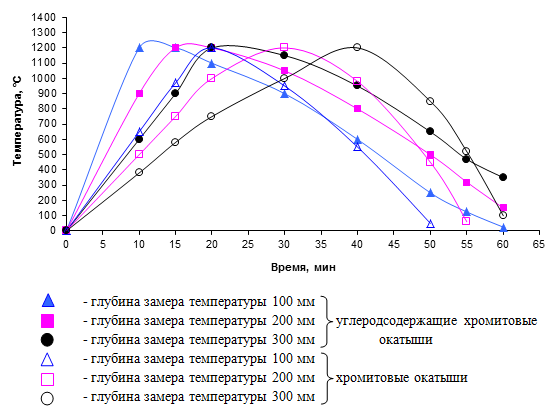 Температура, °С
1400
1300
1200
1100
1000
900
800
700
600
500
400
300
200
100
0
0 5 10 15 20 25 30 35 40 45 50 55 60 65
Время, мин
- глубина замера температуры 100 мм
- глубина замера температуры 200 мм
- глубина замера температуры 300 мм
углеродсодержащие хромитовые
окатыши
- глубина замера температуры 100 мм
- глубина замера температуры 200 мм
- глубина замера температуры 300 мм
хромитовые окатыши